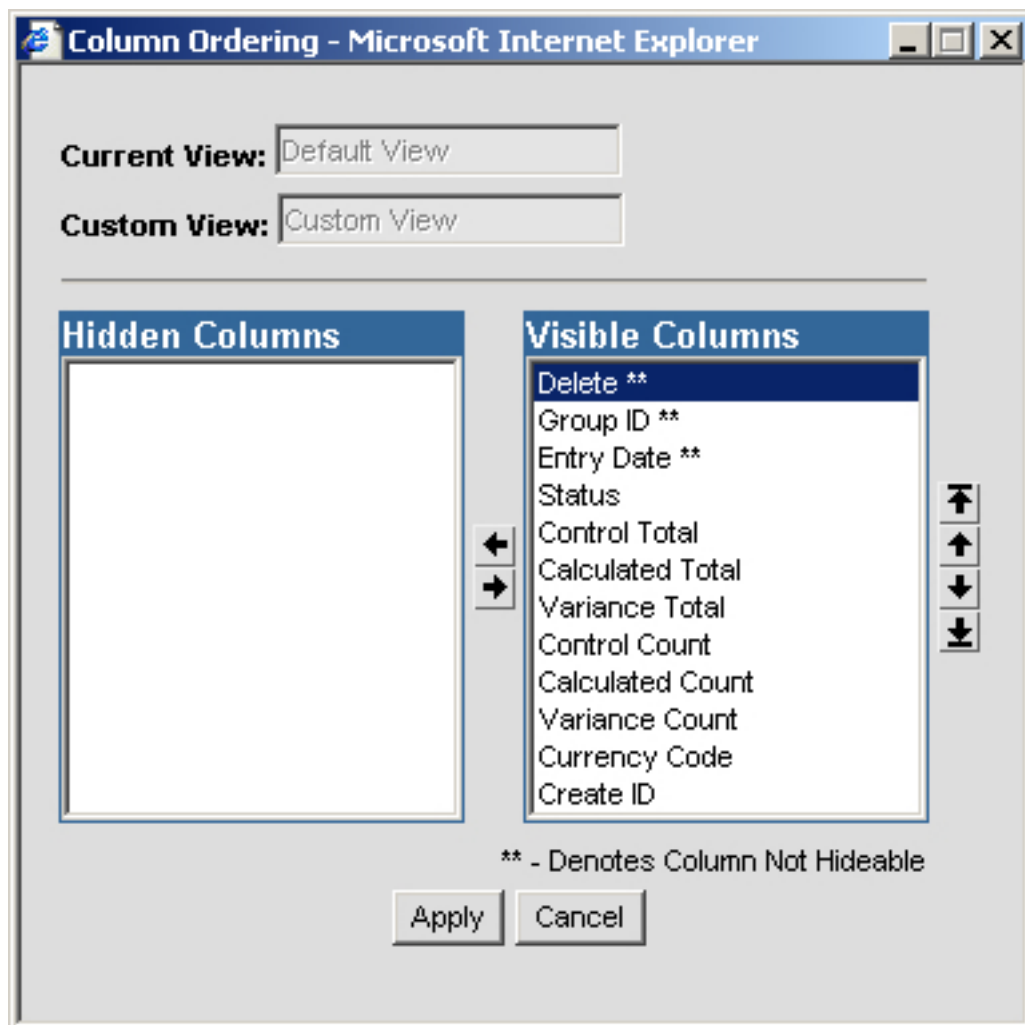 Column Ordering - Microsoft Internet Explorer
Current View: Default View
Custom View: Custom View
Hidden Columns
Visible Columns
Delete **
Group ID **
Entry Date **
Status
Control Total
Calculated Total
Variance Total
Control Count
Calculated Count
Variance Count
Currency Code
Create ID
** - Denotes Column Not Hideable
Apply Cancel